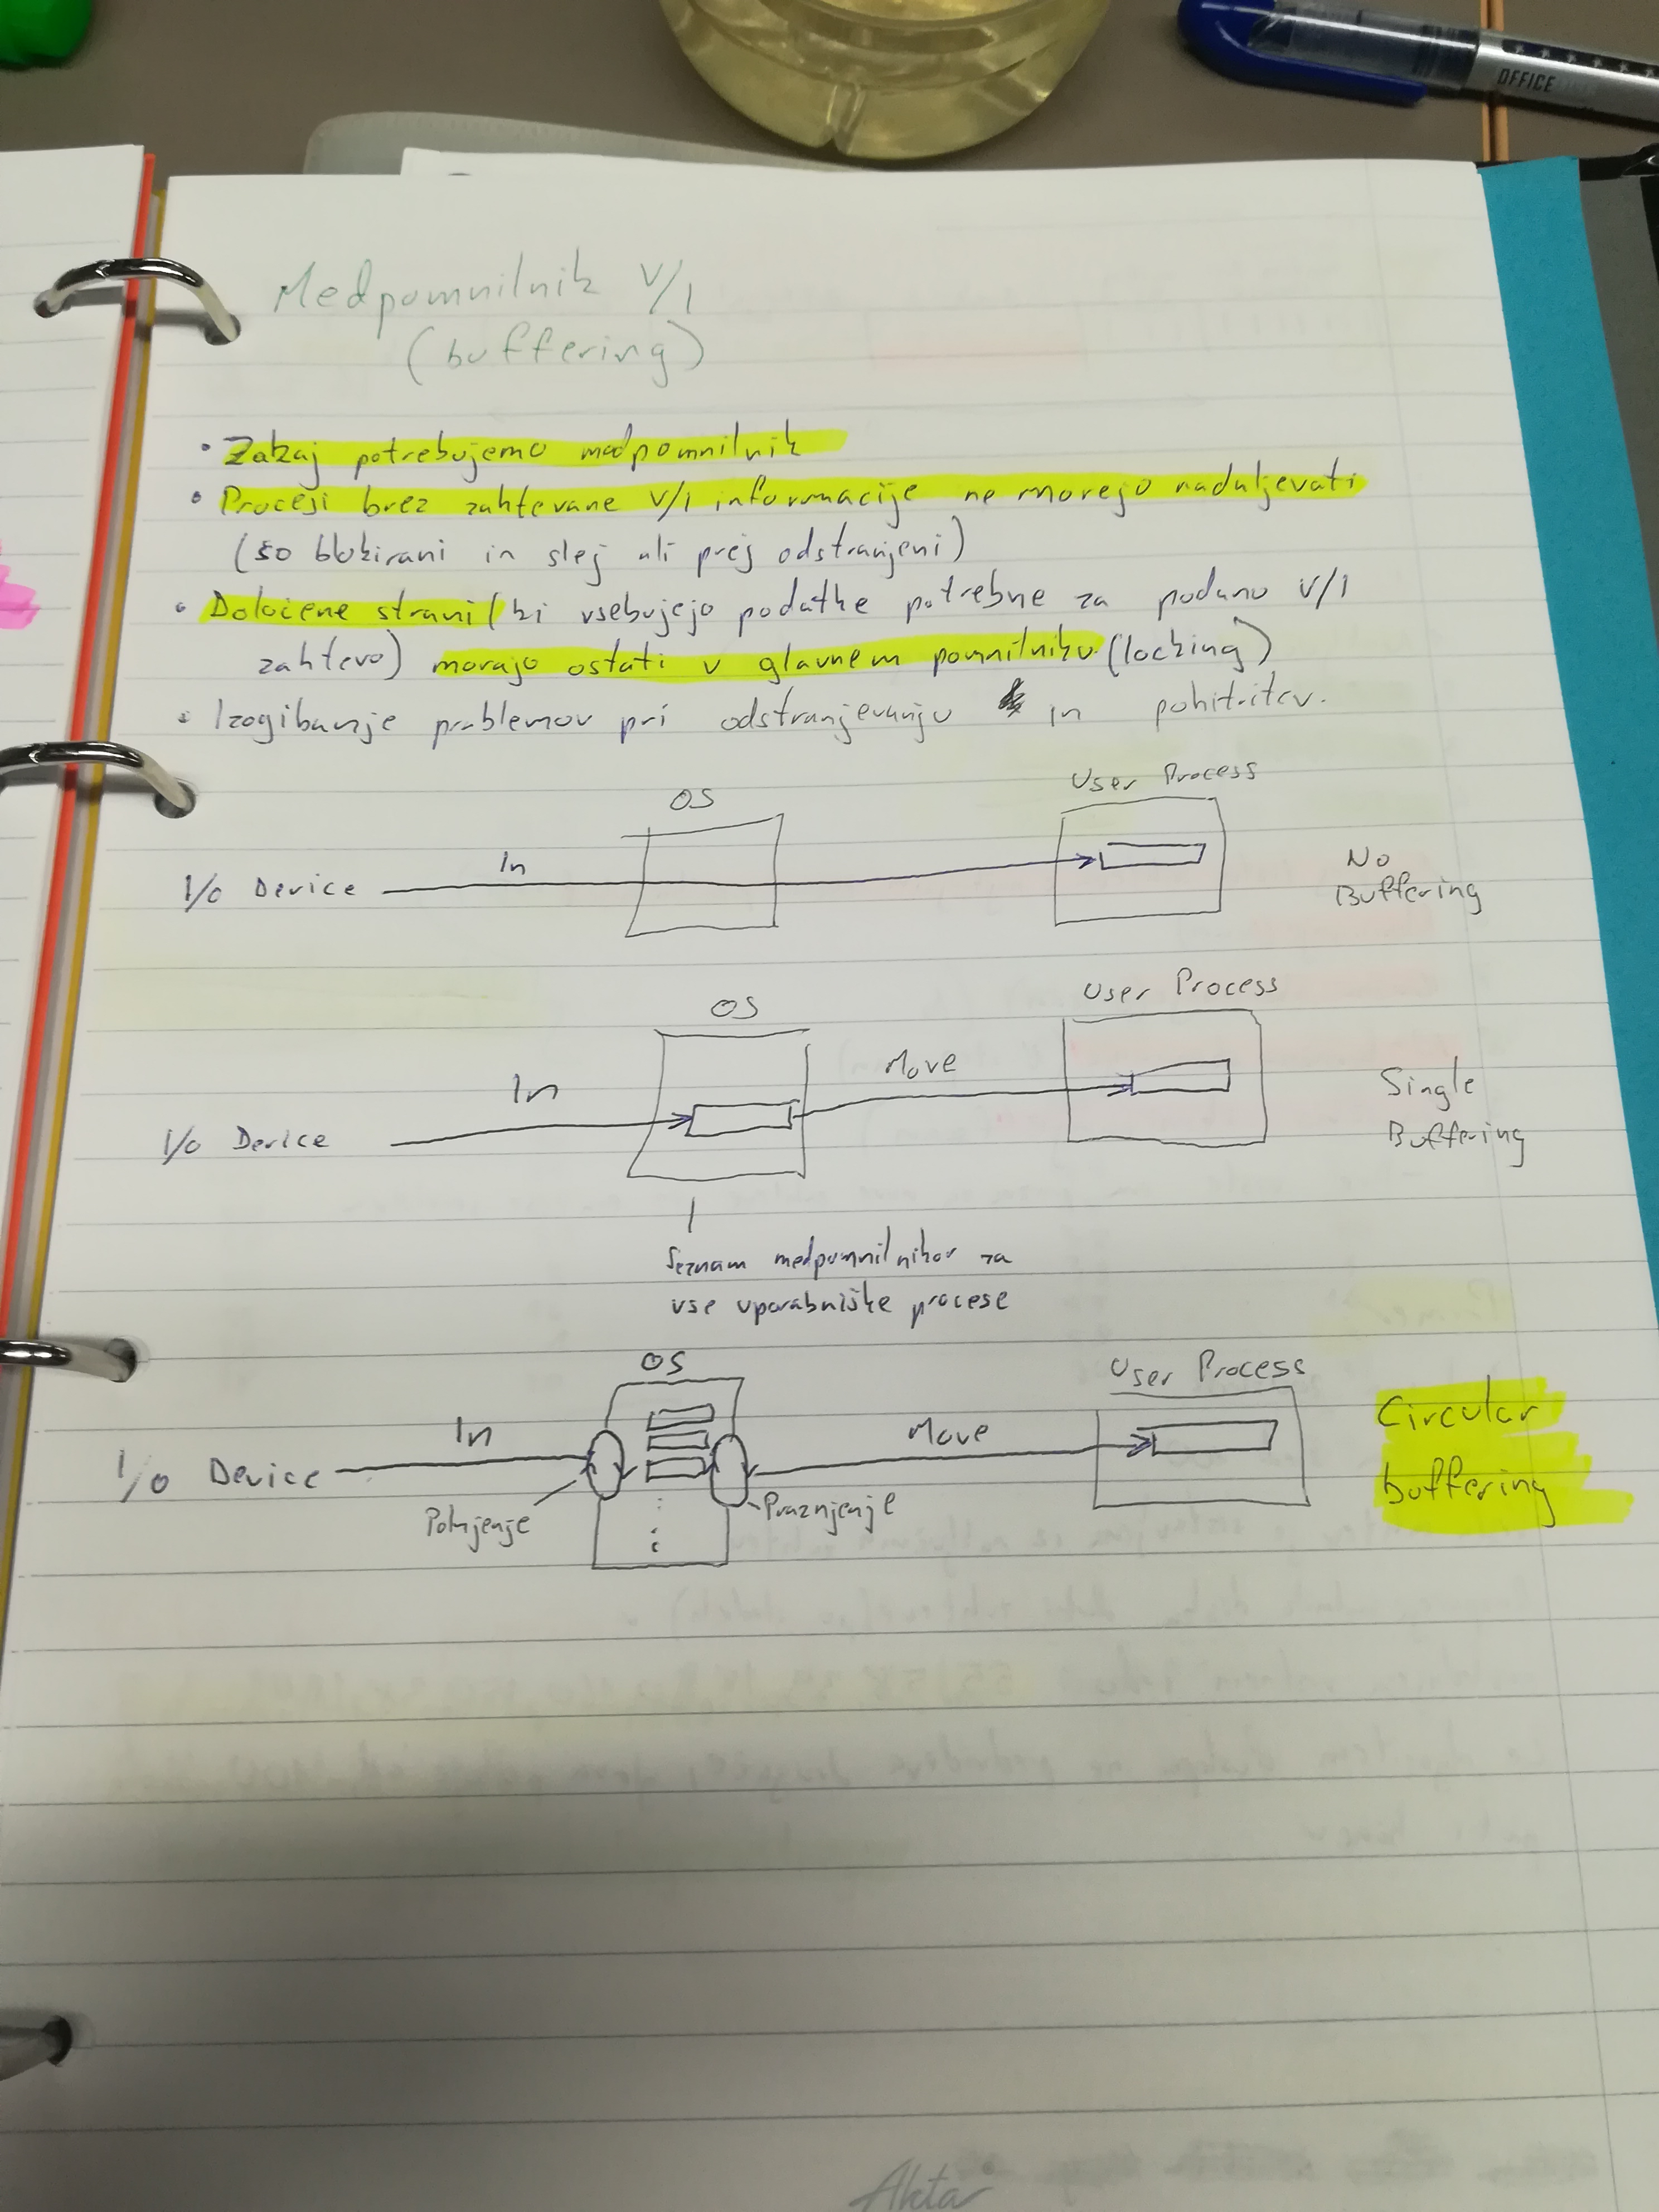 OFFICE
Medpomnilnik V/I
(buffering)
• Zakaj potrebujemo medpomnilnik
• Procesi brez zahtevane V/I informacije ne morejo nadaljevati
(so blokirani in slej ali prej odstranjeni)
• Določene strani (ki vsebujejo podatke potrebne za podano V/I
zahtevo) morajo ostati v glavnem pomnilniku (locking)
• Izogibanje problemov pri odstranjevanju in pohitritev.
OS
User Process
I/O Device
In
No
Buffering
OS
User Process
I/O Device
In
Move
Single
Buffering
Seznam medpomnilnikov za
vse uporabniške procese
OS
User Process
I/O Device
In
Move
Circular
buffering
Polnjenje
Praznjenje
Akta